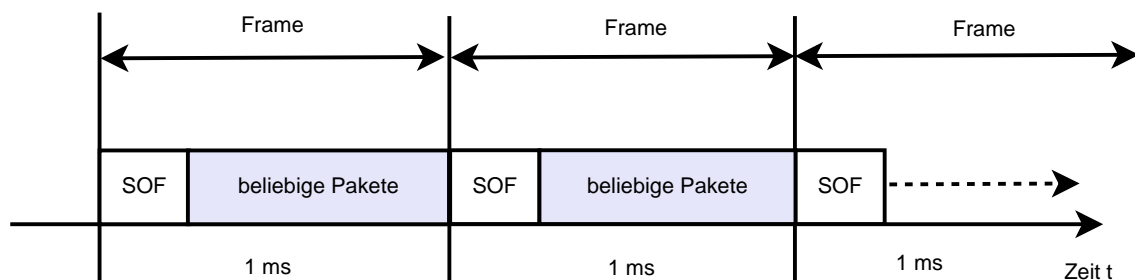 Frame
Frame
Frame
SOF
beliebige Pakete
SOF
beliebige Pakete
SOF
1 ms
1 ms
1 ms
Zeit t